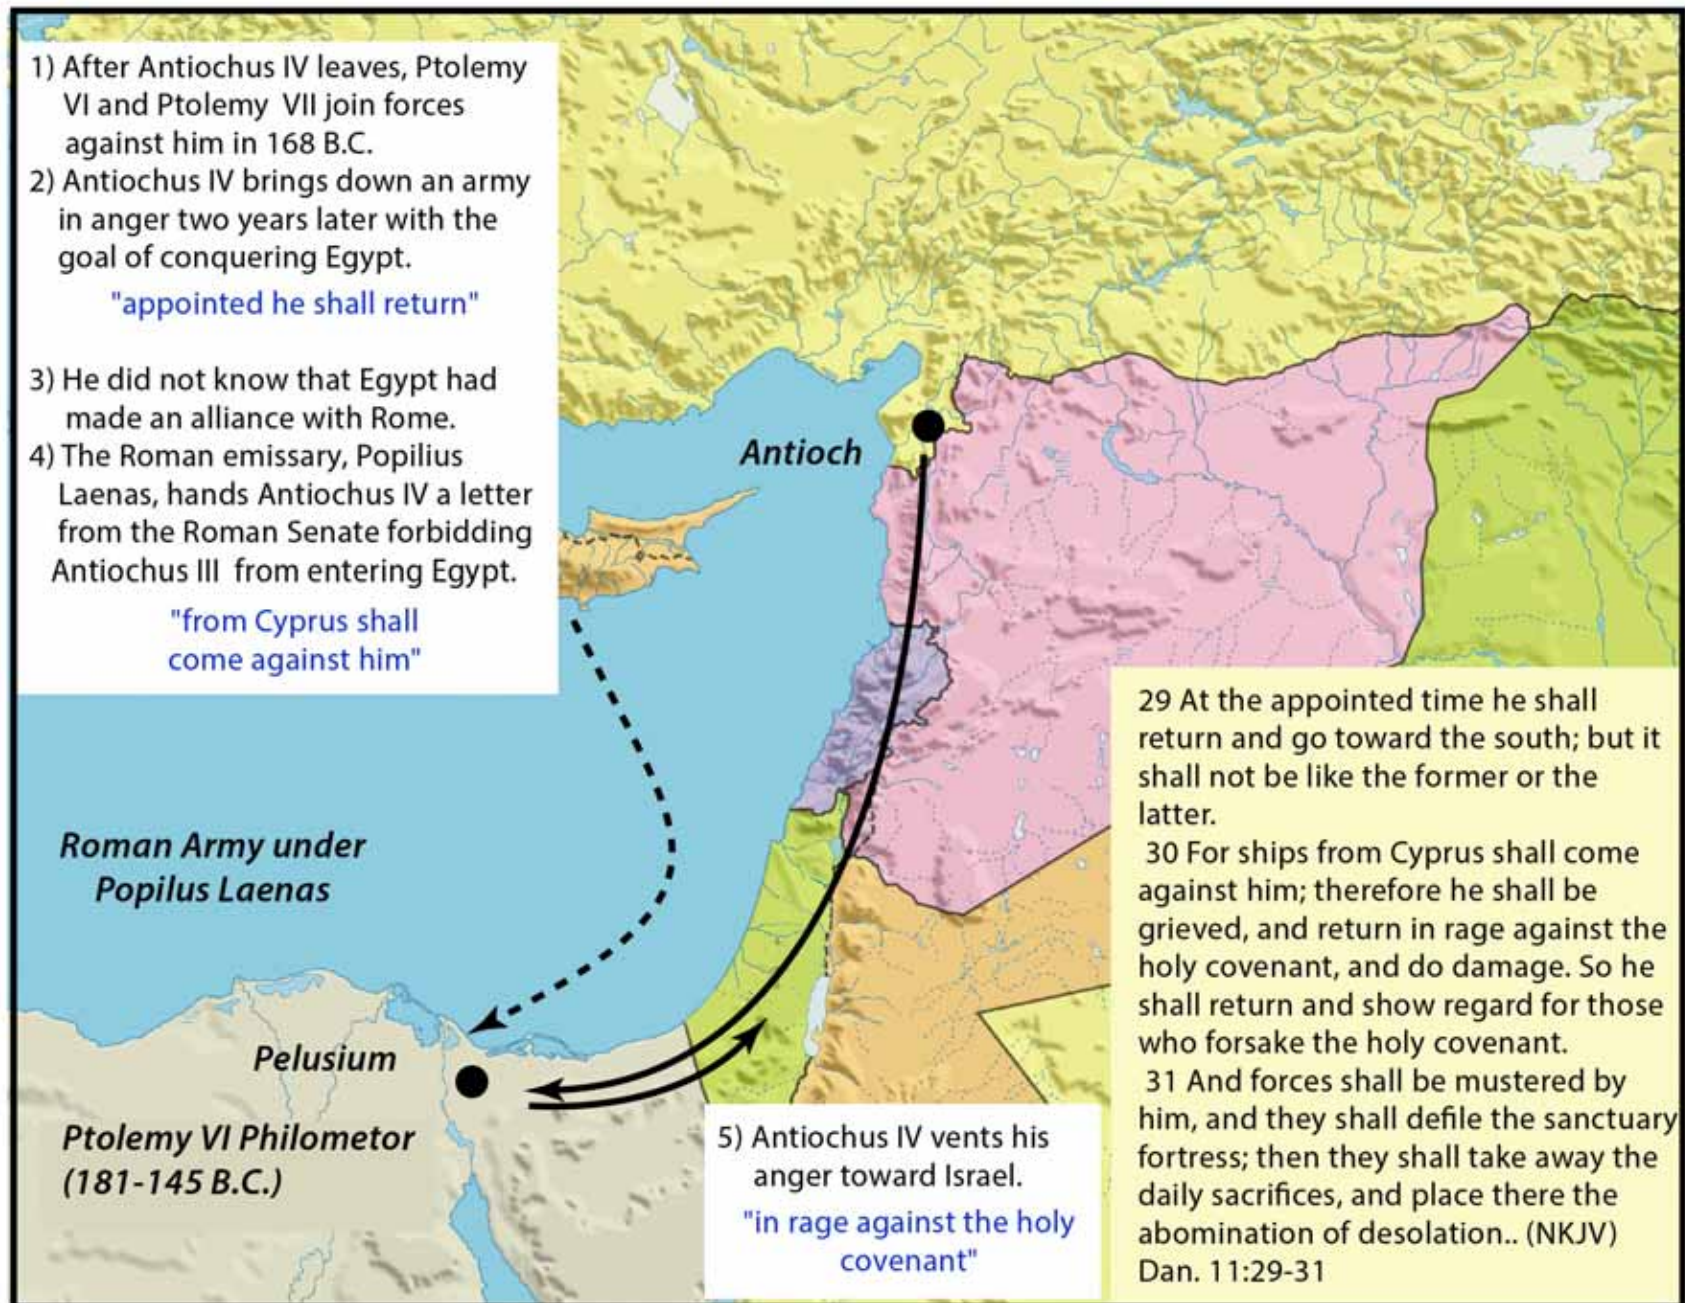 1) After Antiochus IV leaves, Ptolemy
VI and Ptolemy VII join forces
against him in 168 B.C.
2) Antiochus IV brings down an army
in anger two years later with the
goal of conquering Egypt.
"appointed he shall return"
3) He did not know that Egypt had
made an alliance with Rome.
4) The Roman emissary, Popilius
Laenas, hands Antiochus IV a letter
from the Roman Senate forbidding
Antiochus III from entering Egypt.
"from Cyprus shall
come against him"
Antioch
Roman Army under
Popilus Laenas
Pelusium
Ptolemy VI Philometor
(181-145 B.C.)
5) Antiochus IV vents his
anger toward Israel.
"in rage against the holy
covenant"
29 At the appointed time he shall
return and go toward the south; but it
shall not be like the former or the
latter.
30 For ships from Cyprus shall come
against him; therefore he shall be
grieved, and return in rage against the
holy covenant, and do damage. So he
shall return and show regard for those
who forsake the holy covenant.
31 And forces shall be mustered by
him, and they shall defile the sanctuary
fortress; then they shall take away the
daily sacrifices, and place there the
abomination of desolation.. (NKJV)
Dan. 11:29-31